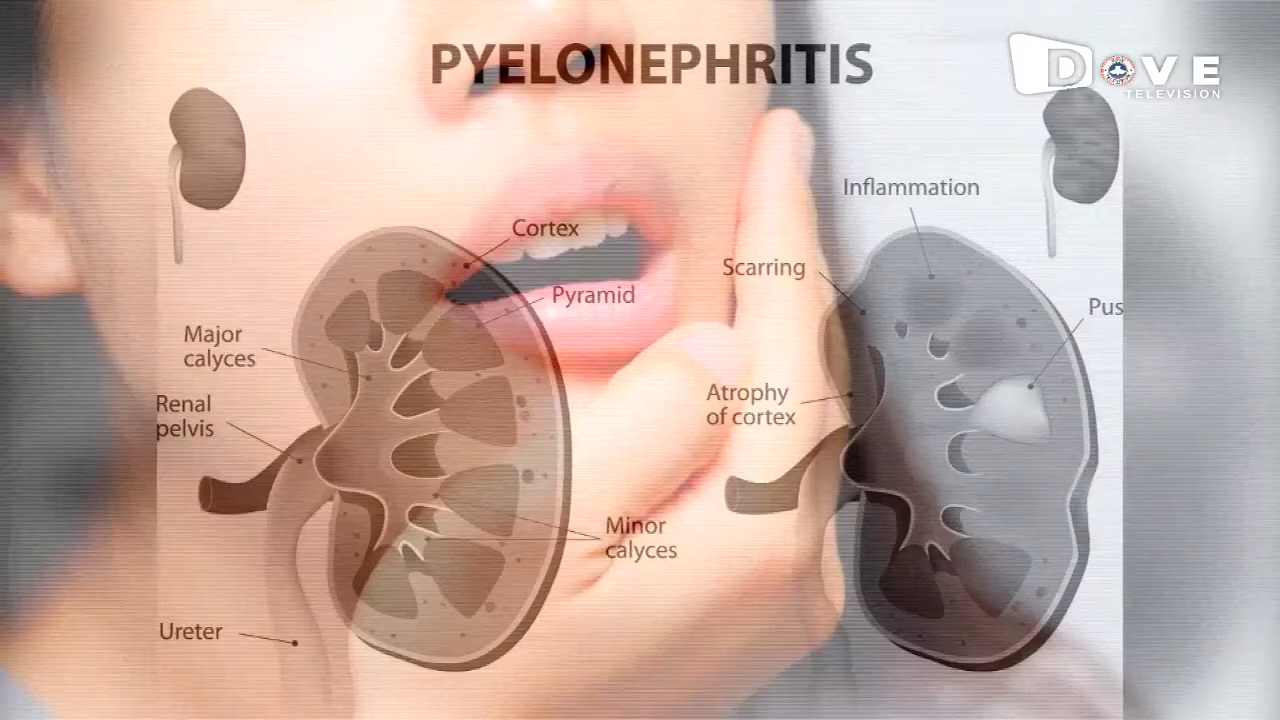 PYELONEPHRITIS
DOVE
TELEVISION
Inflammation
Cortex
Scarring
Pyramid
Pus
Major
calyces
Atrophy
of cortex
Renal
pelvis
Minor
calyces
Ureter